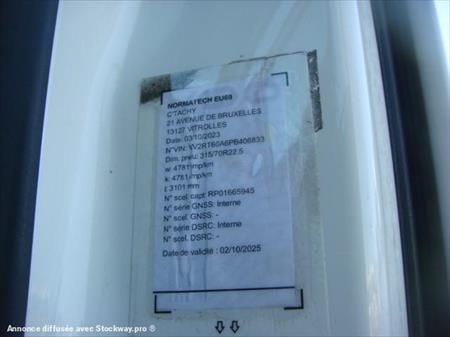 NORMATECH EU69
C'TACHY
21 AVENUE DE BRUXELLES
13127 VITROLLES
Date: 03/10/2023
N°VIN: YV2RT60A6PB406833
Dim. pneu: 315/70R22.5
w: 4781 imp/km
k: 4781 imp/km
l: 3101 mm
N° scel. capt: RP01665945
N° série GNSS: Interne
N° scel. GNSS: -
N° série DSRC: Interne
N° scel. DSRC: -
Date de validité : 02/10/2025
Annonce diffusée avec Stockway.pro ®